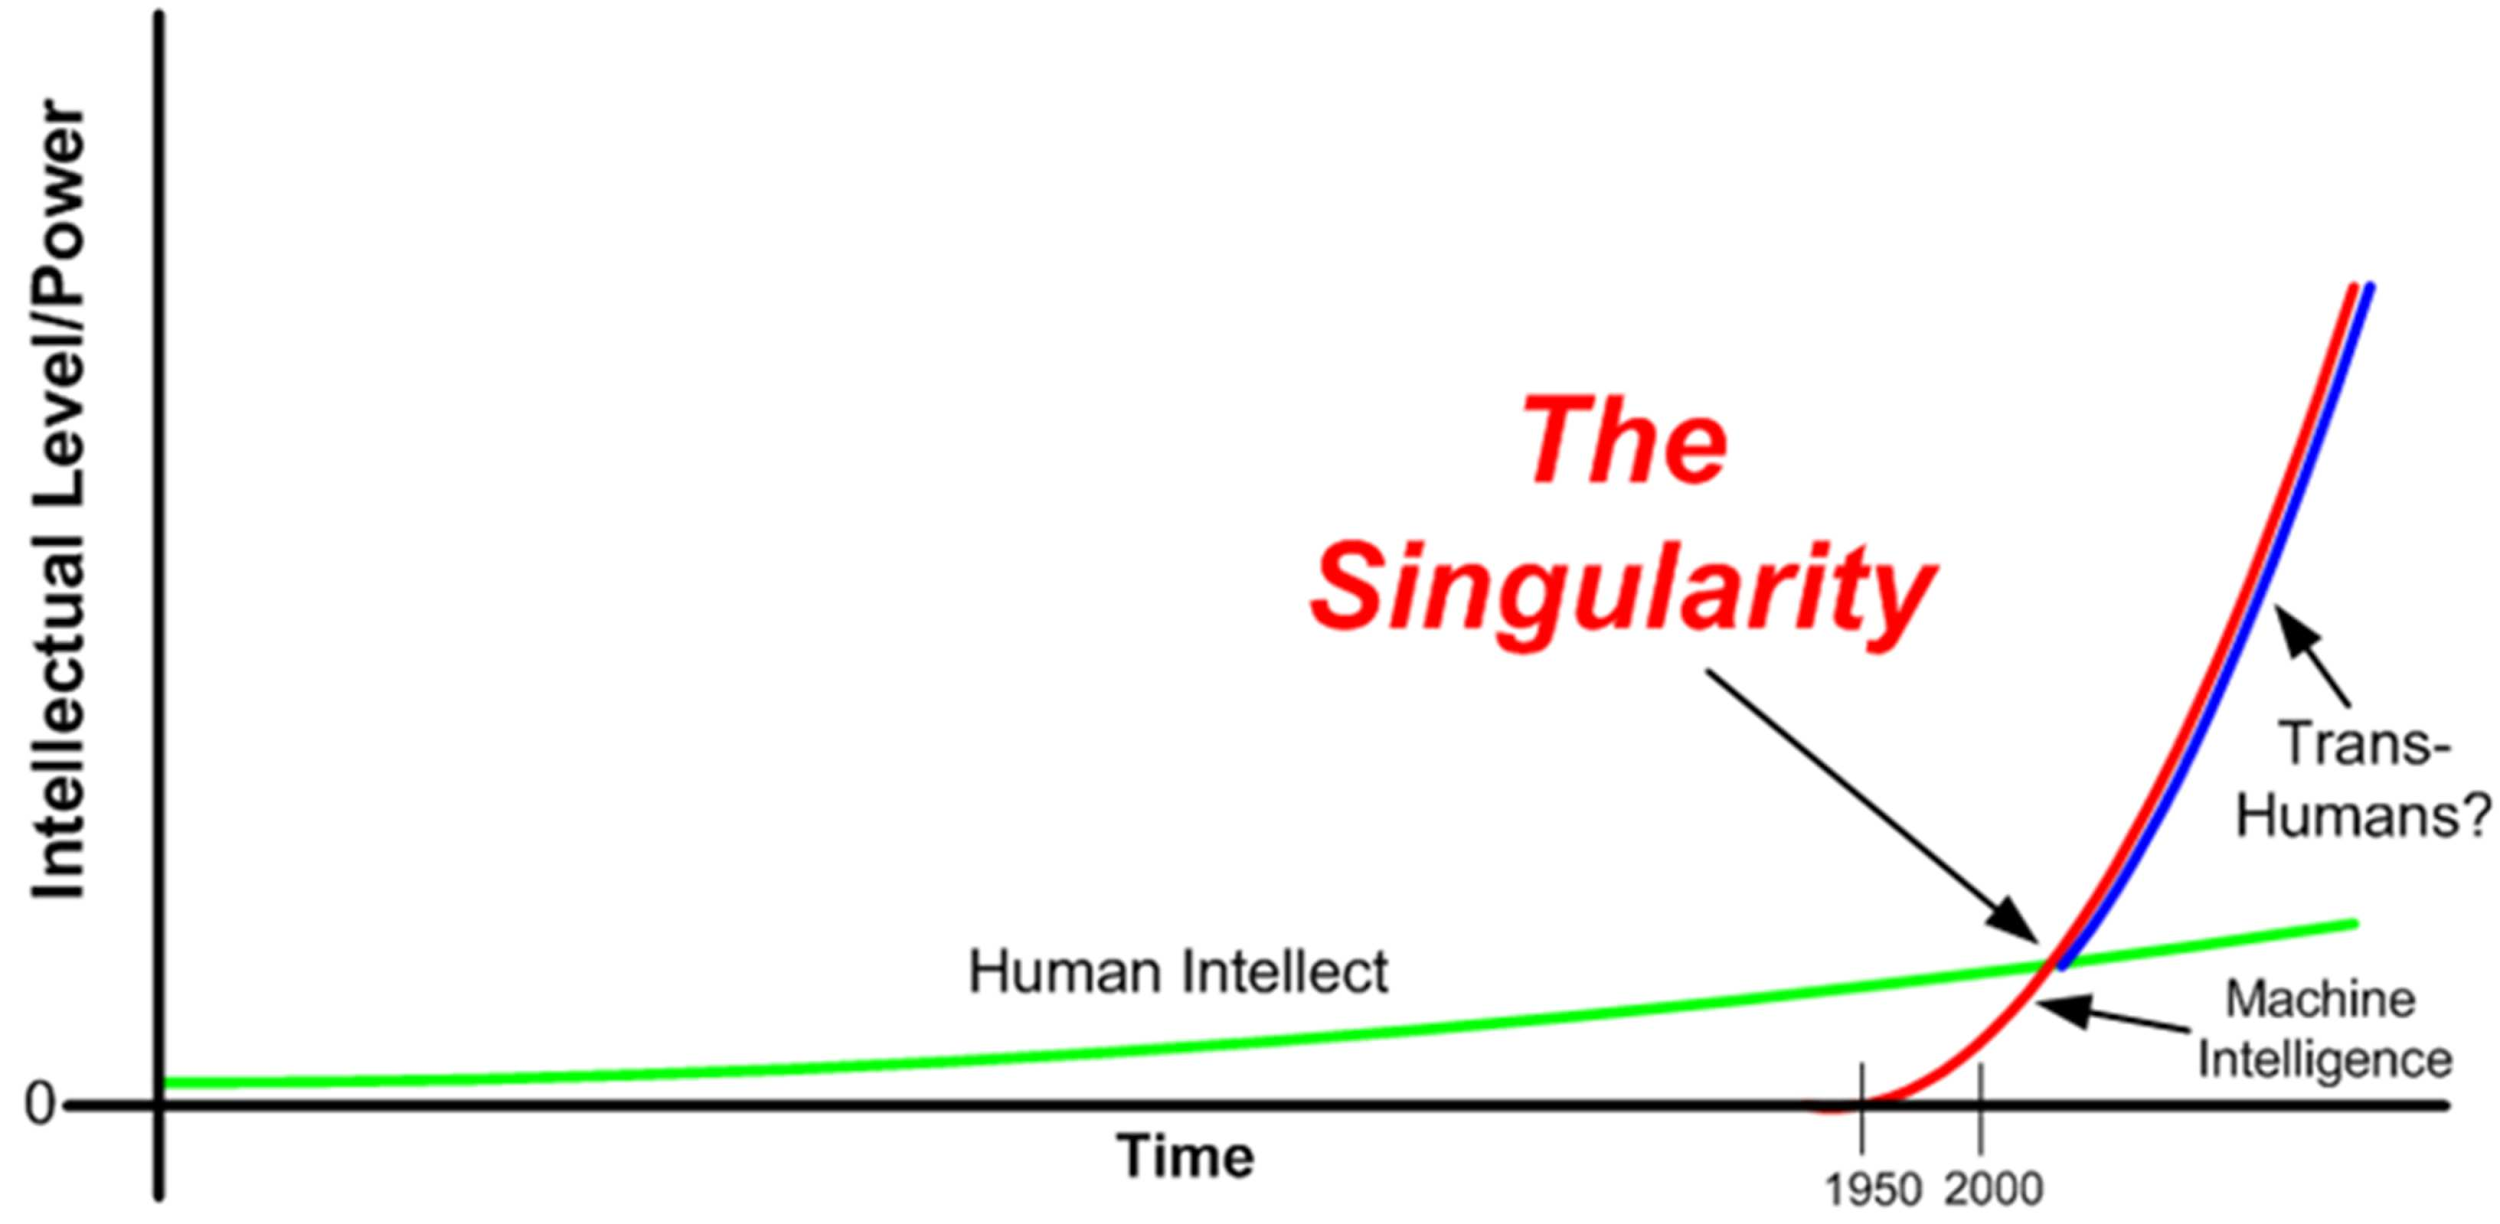 Intellectual Level/Power
The
Singularity
Trans-
Humans?
Human Intellect
Machine
Intelligence
0
Time
1950 2000